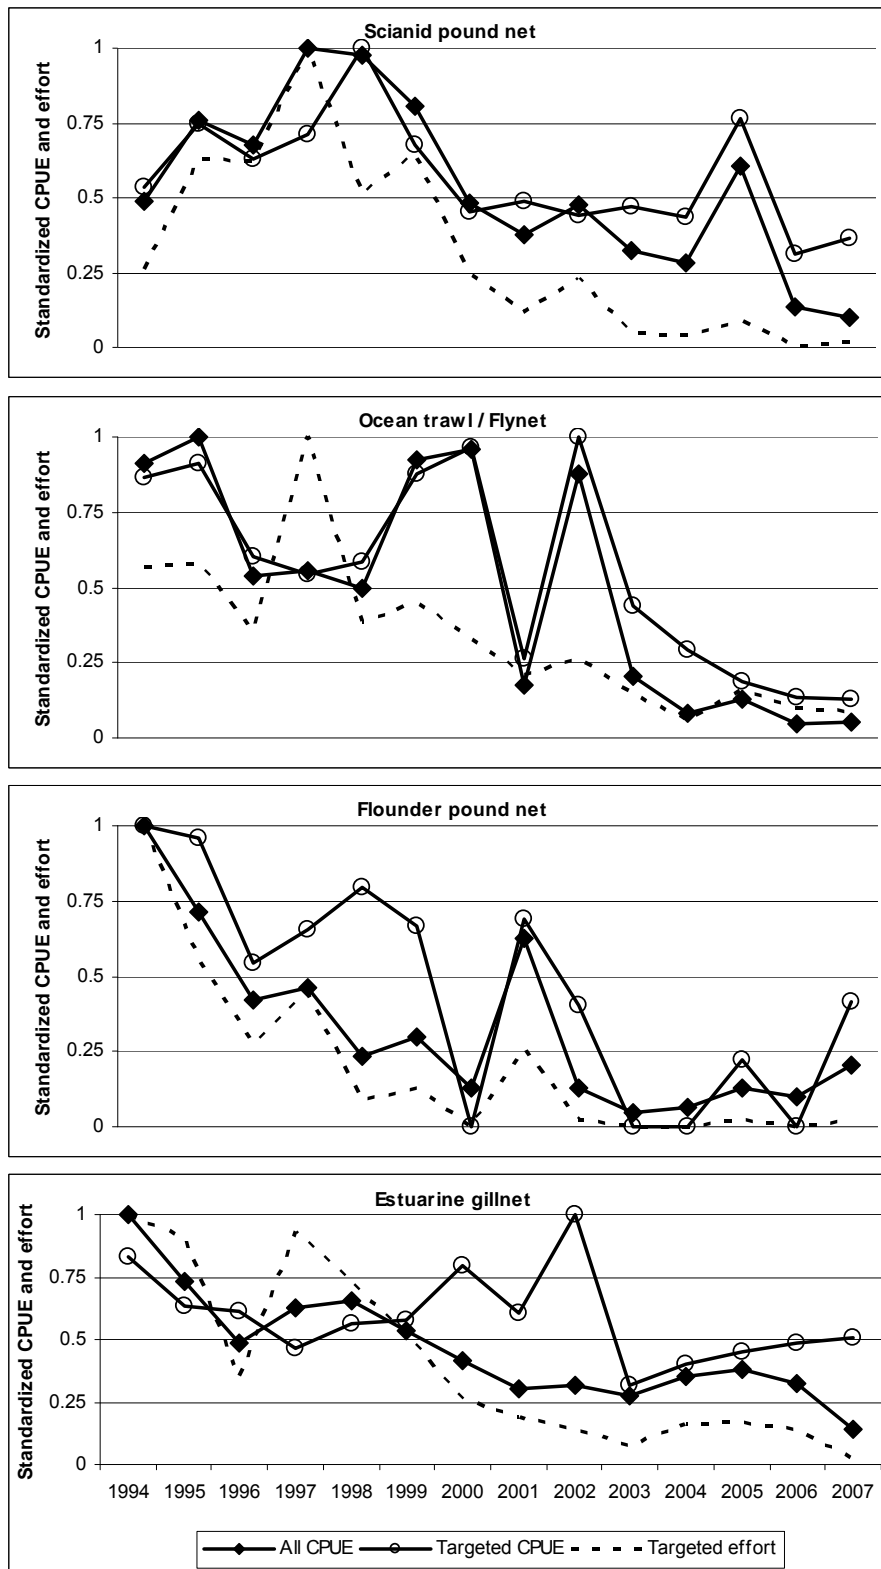 Scianid pound net
Standardized CPUE and effort
1
0.75
0.5
0.25
0
Ocean trawl / Flynet
Standardized CPUE and effort
1
0.75
0.5
0.25
0
Flounder pound net
Standardized CPUE and effort
1
0.75
0.5
0.25
0
Estuarine gillnet
Standardized CPUE and effort
1
0.75
0.5
0.25
0
1994 1995 1996 1997 1998 1999 2000 2001 2002 2003 2004 2005 2006 2007
All CPUE Targeted CPUE Targeted effort